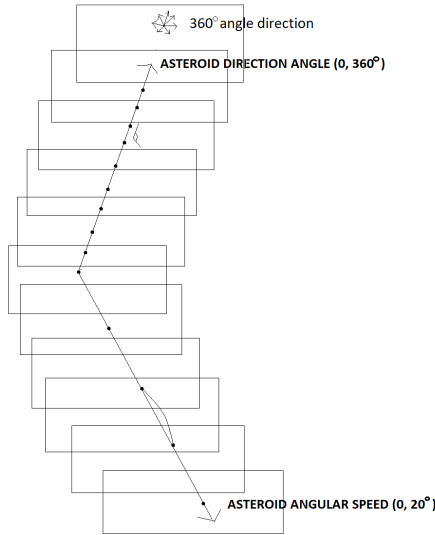 360° angle direction
ASTEROID DIRECTION ANGLE (0, 360°)
ASTEROID ANGULAR SPEED (0, 20°)